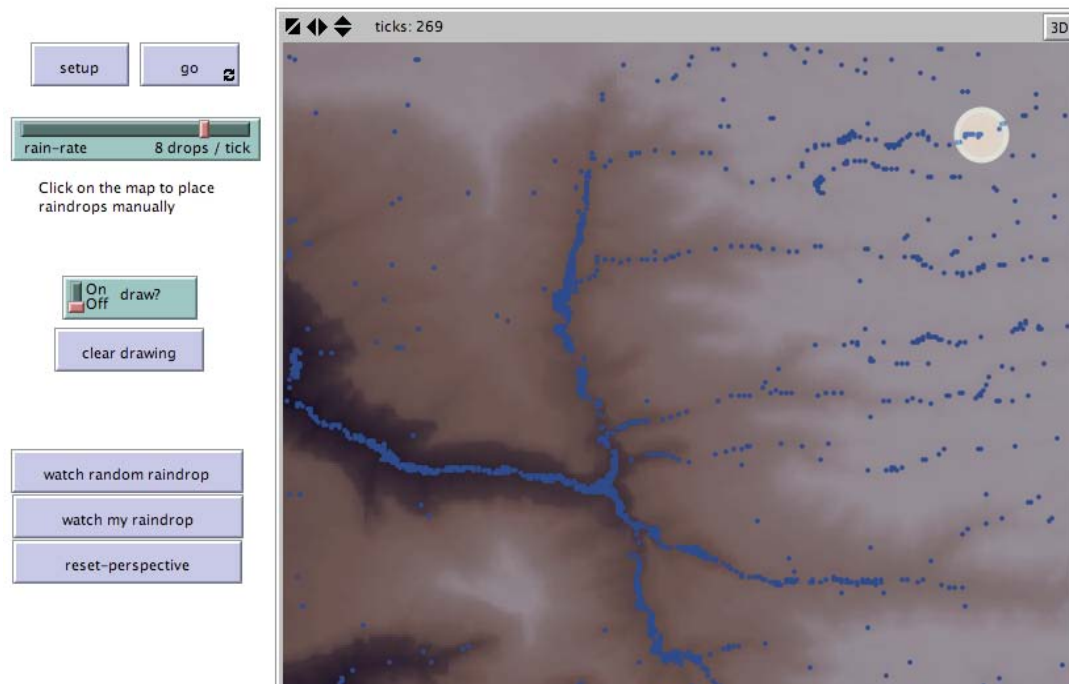 ticks: 269
3D
setup
go
rain-rate
8 drops / tick
Click on the map to place
raindrops manually
On
Off
draw?
clear drawing
watch random raindrop
watch my raindrop
reset-perspective